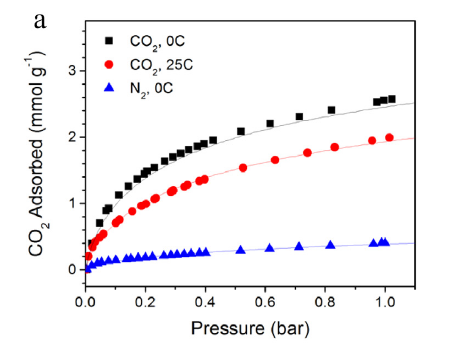 a
CO₂, 0C
CO₂, 25C
N₂, 0C
3
2
1
0
CO₂ Adsorbed (mmol g⁻¹)
0.0 0.2 0.4 0.6 0.8 1.0
Pressure (bar)